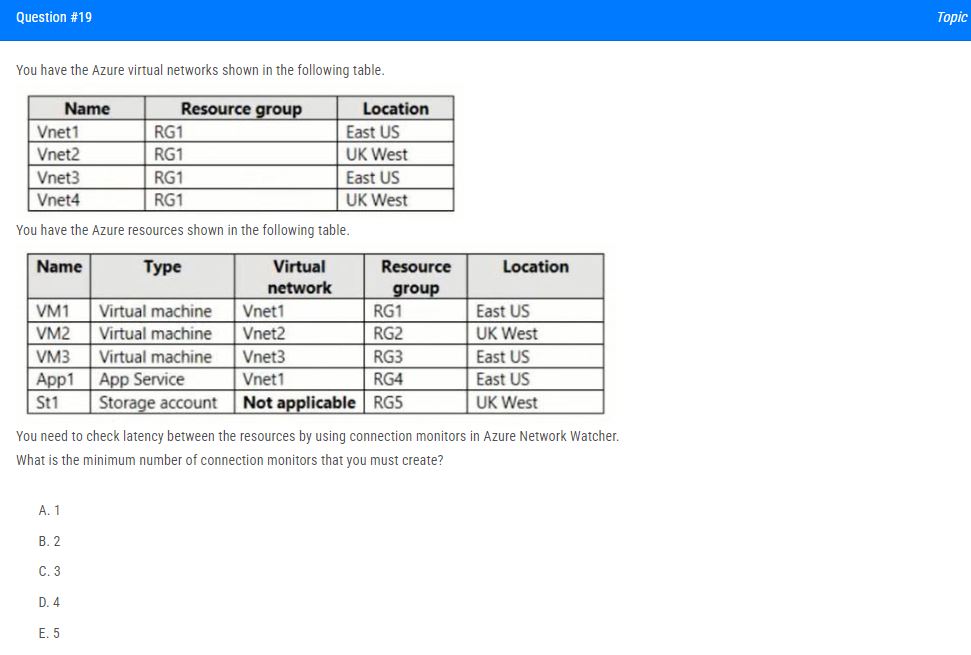 Question #19 Topic
You have the Azure virtual networks shown in the following table.
Name Resource group Location
Vnet1 RG1 East US
Vnet2 RG1 UK West
Vnet3 RG1 East US
Vnet4 RG1 UK West
You have the Azure resources shown in the following table.
Name Type Virtual network Resource group Location
VM1 Virtual machine Vnet1 RG1 East US
VM2 Virtual machine Vnet2 RG2 UK West
VM3 Virtual machine Vnet3 RG3 East US
App1 App Service Vnet1 RG4 East US
St1 Storage account Not applicable RG5 UK West
You need to check latency between the resources by using connection monitors in Azure Network Watcher.
What is the minimum number of connection monitors that you must create?
A. 1
B. 2
C. 3
D. 4
E. 5